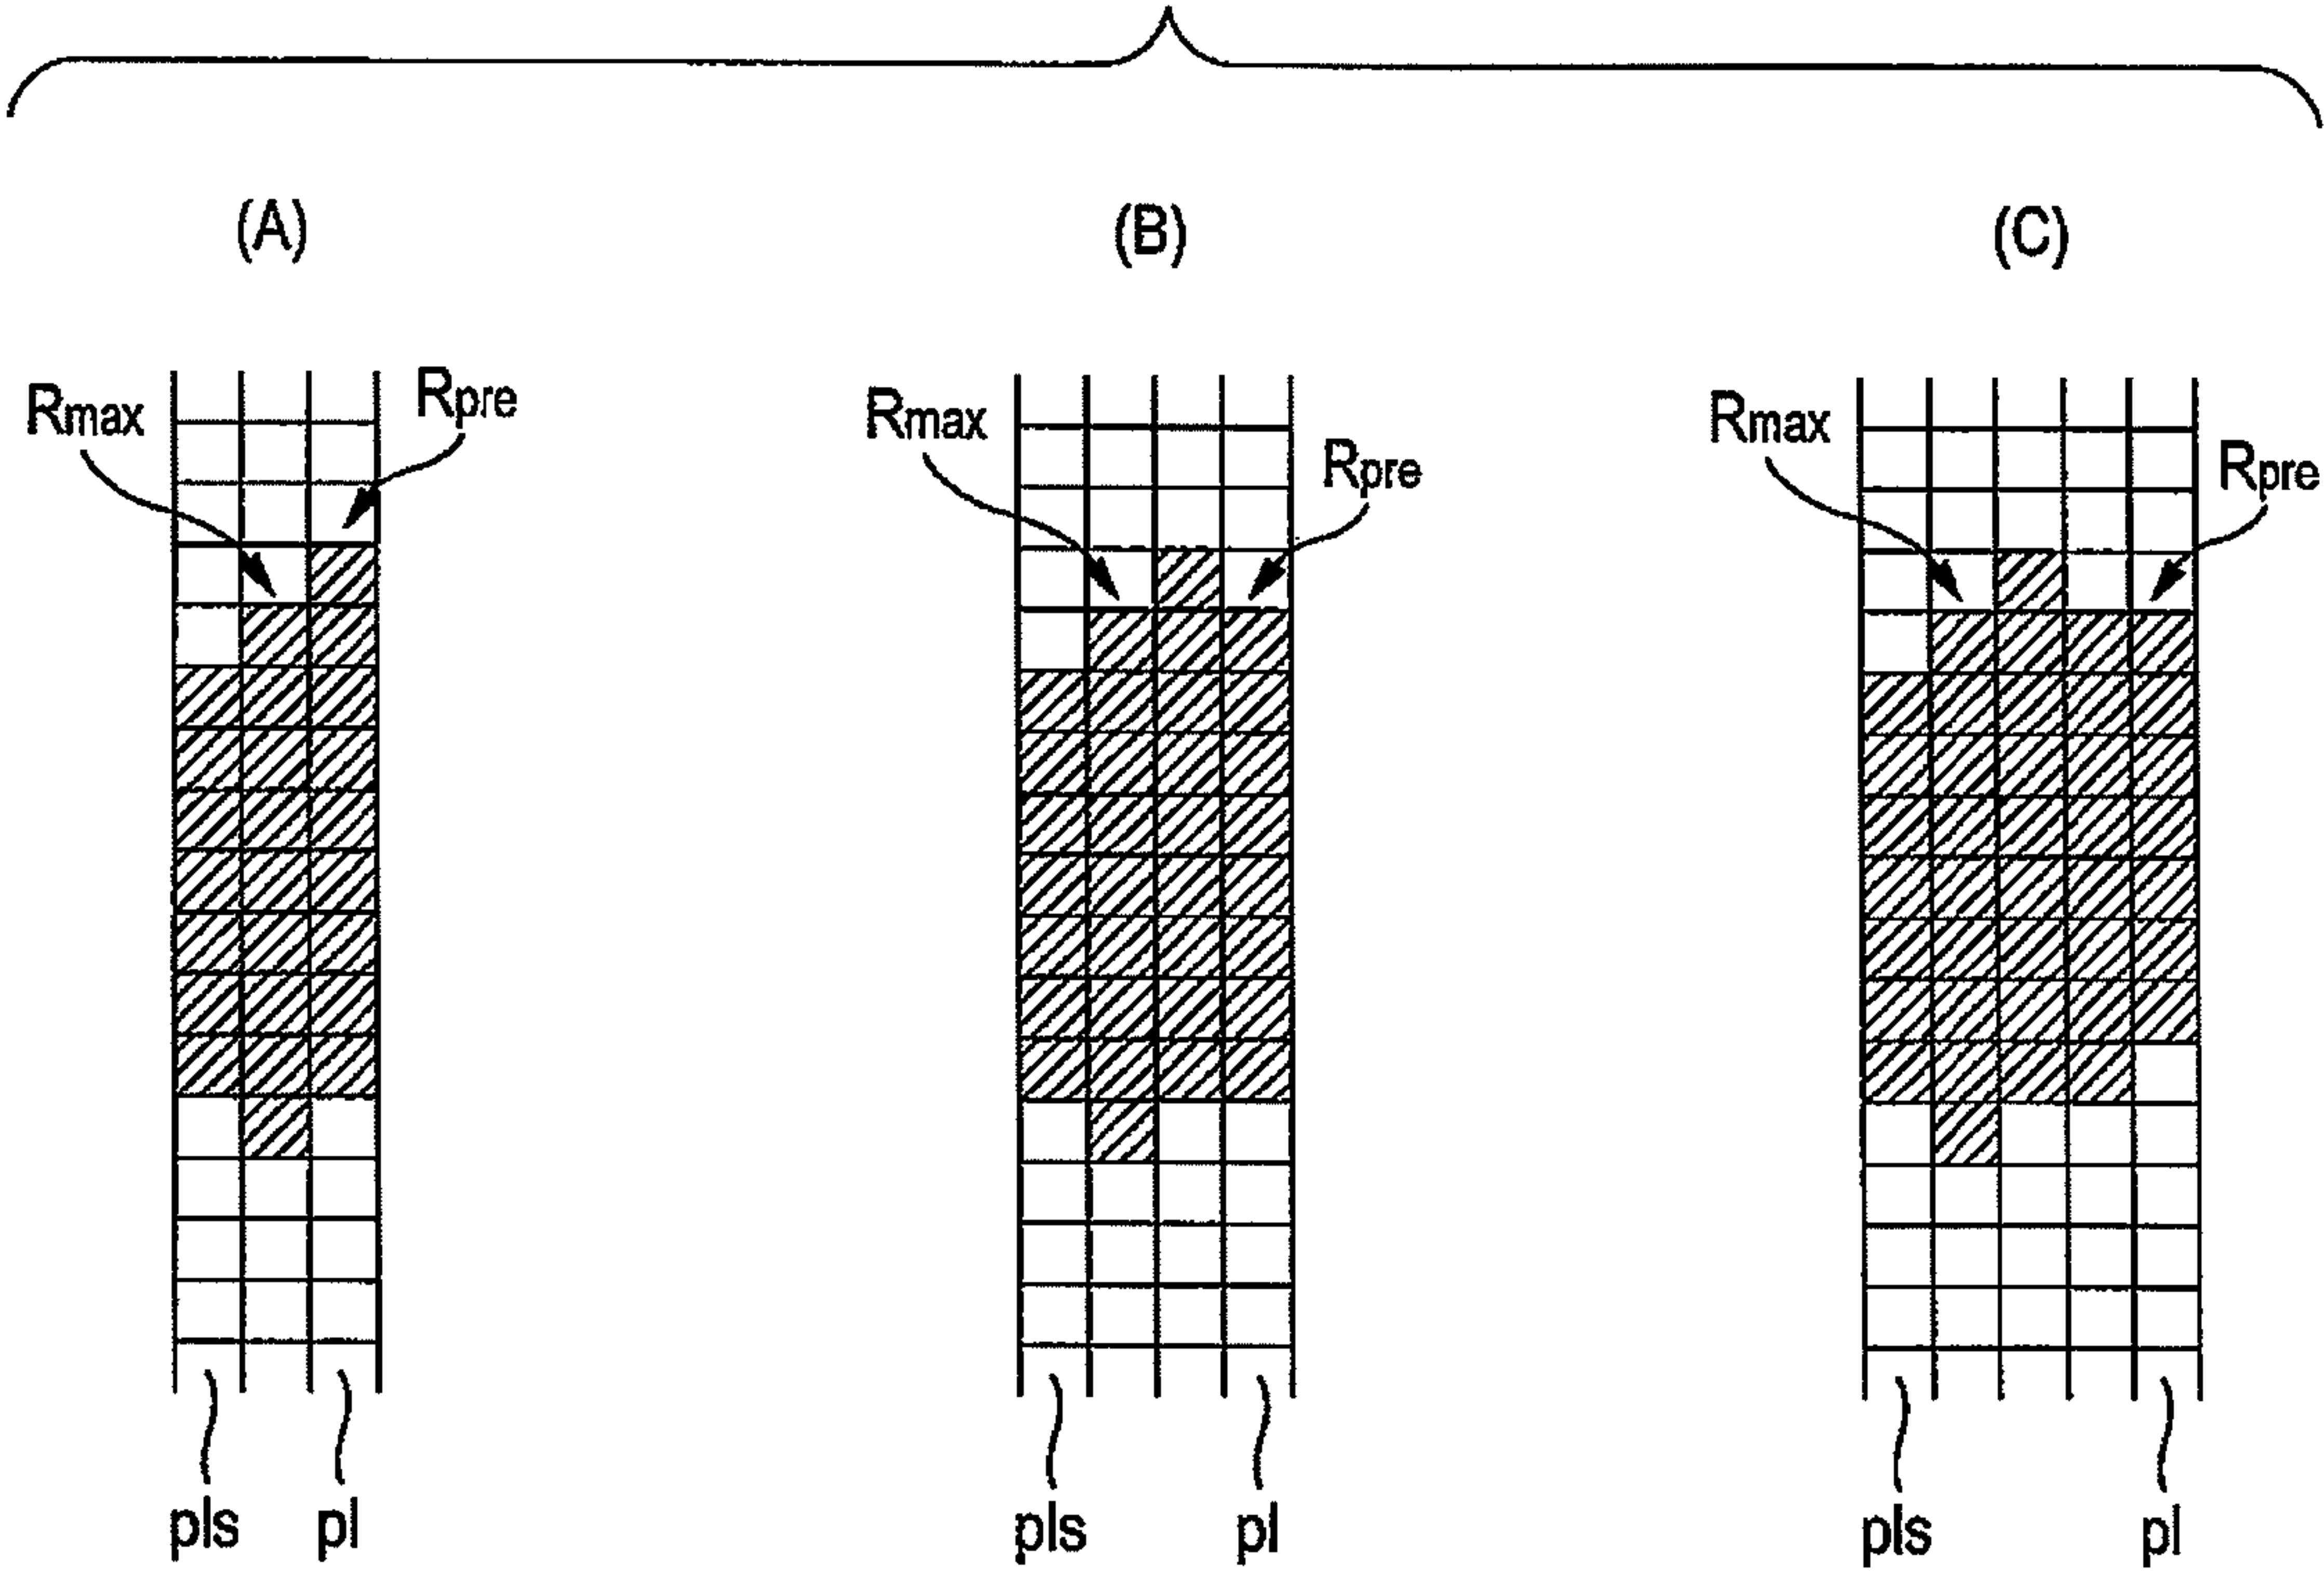 (A) (B) (C)
Rmax Rpre Rmax Rpre Rmax Rpre
pls pl pls pl pls pl